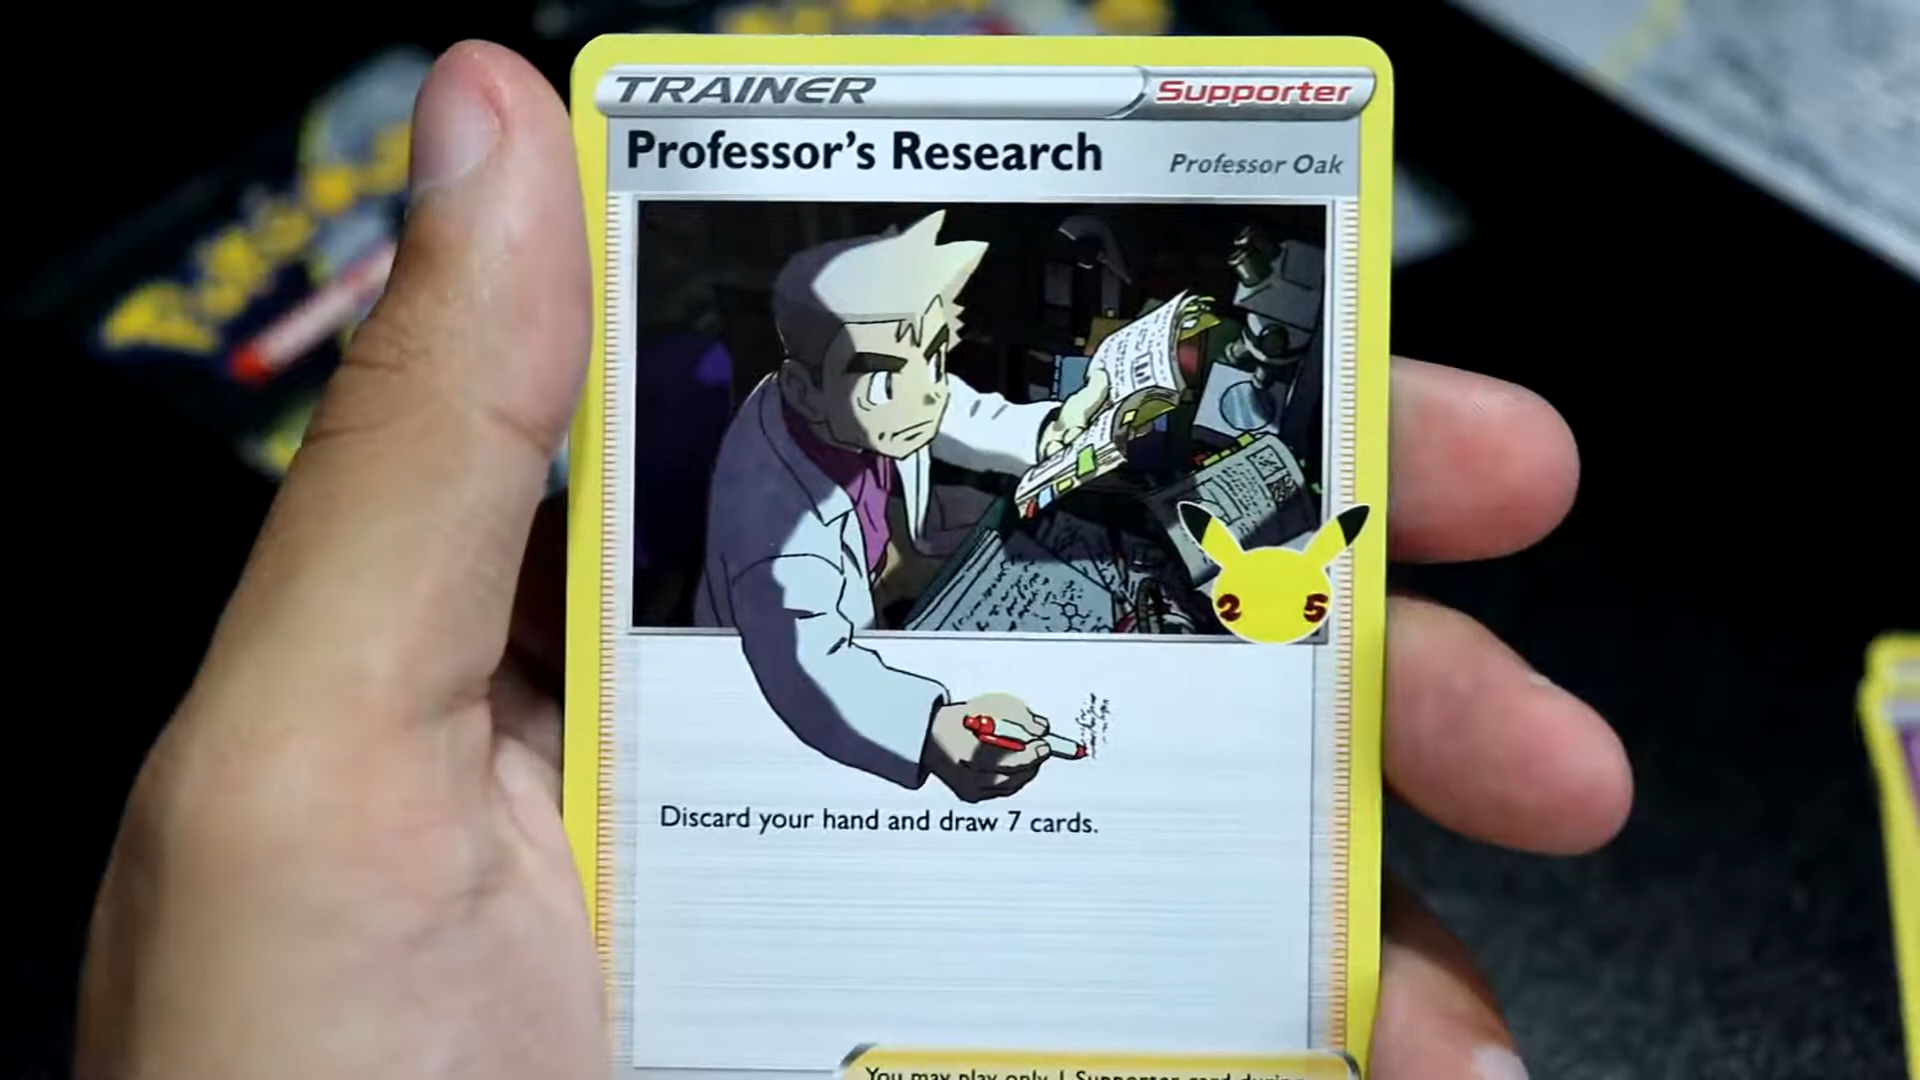 TRAINER
Supporter
Professor's Research
Professor Oak
25
Discard your hand and draw 7 cards.
You may play only 1 Supporter card during